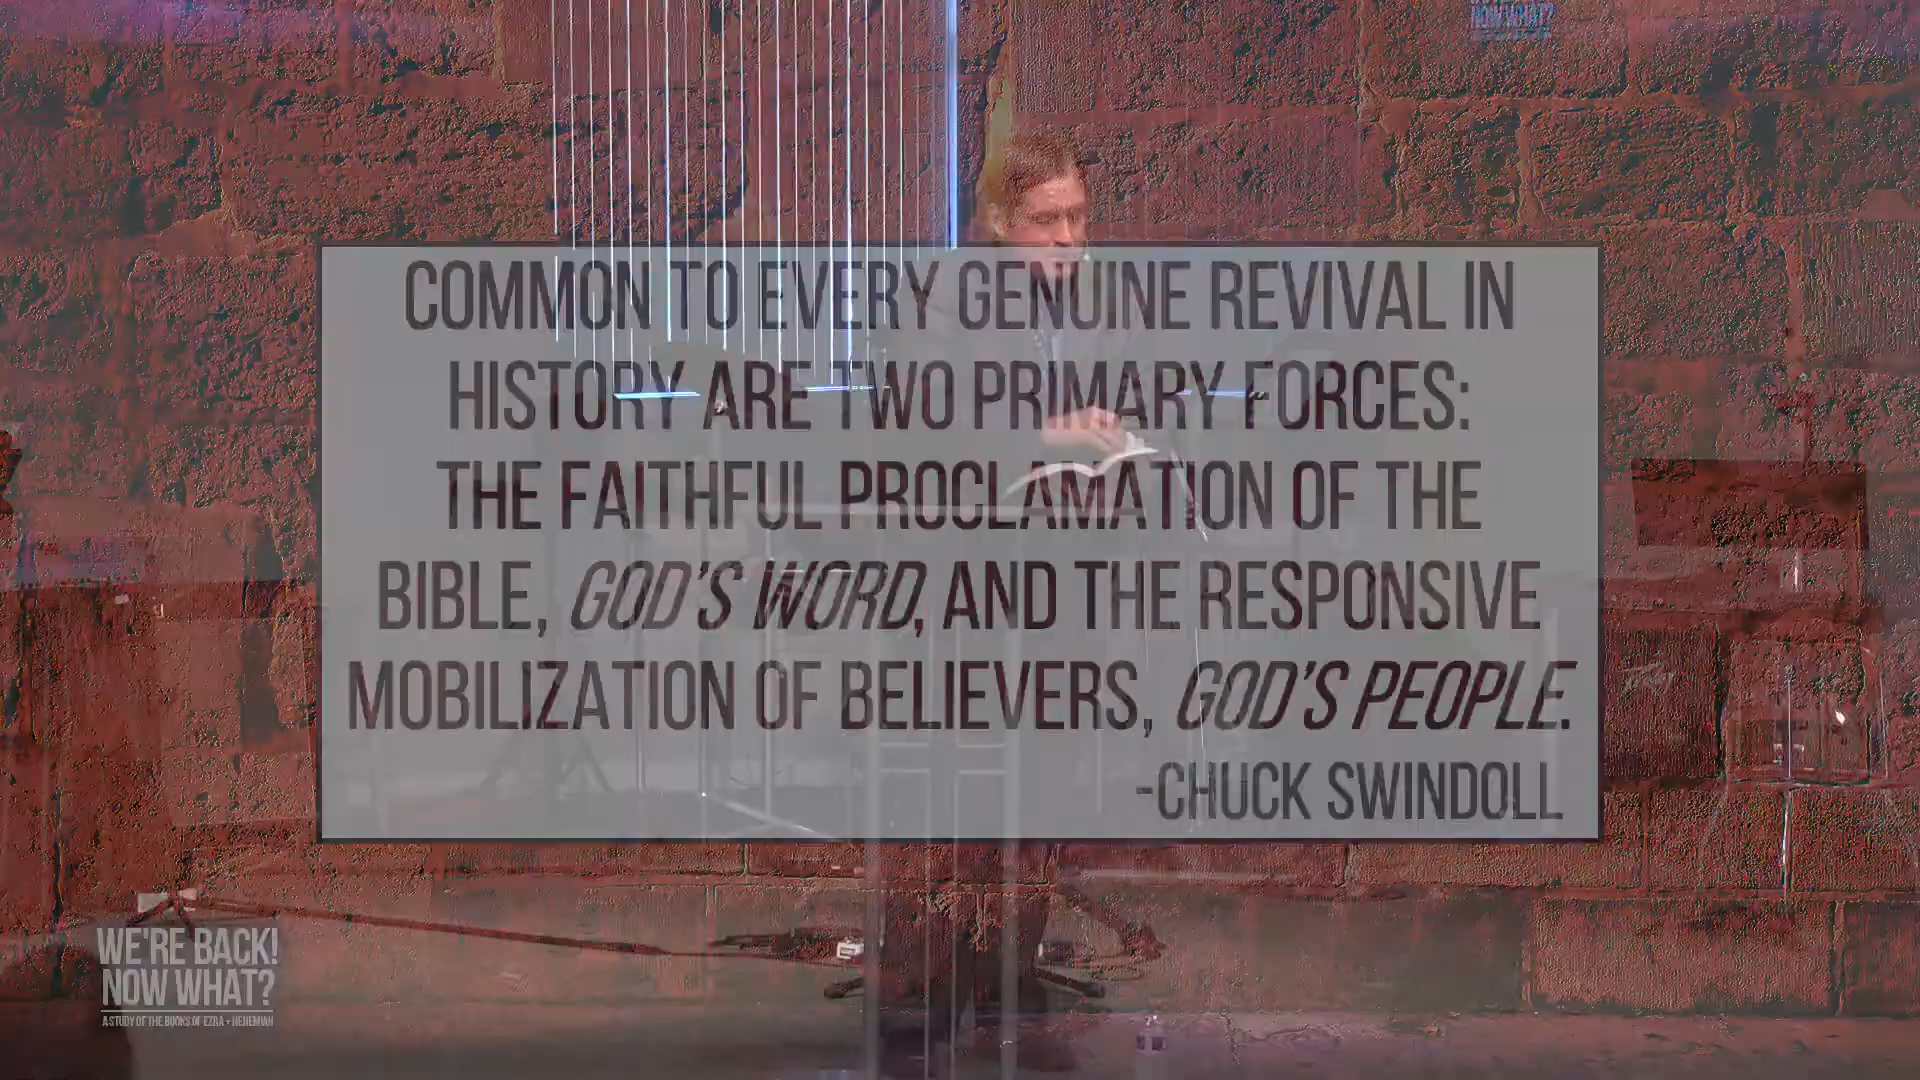 NOW WHAT?
COMMON TO EVERY GENUINE REVIVAL IN
HISTORY ARE TWO PRIMARY FORCES:
THE FAITHFUL PROCLAMATION OF THE
BIBLE, GOD'S WORD, AND THE RESPONSIVE
MOBILIZATION OF BELIEVERS, GOD'S PEOPLE.
-CHUCK SWINDOLL
WE'RE BACK!
NOW WHAT?
A STUDY OF THE BOOKS OF EZRA + NEHEMIAH